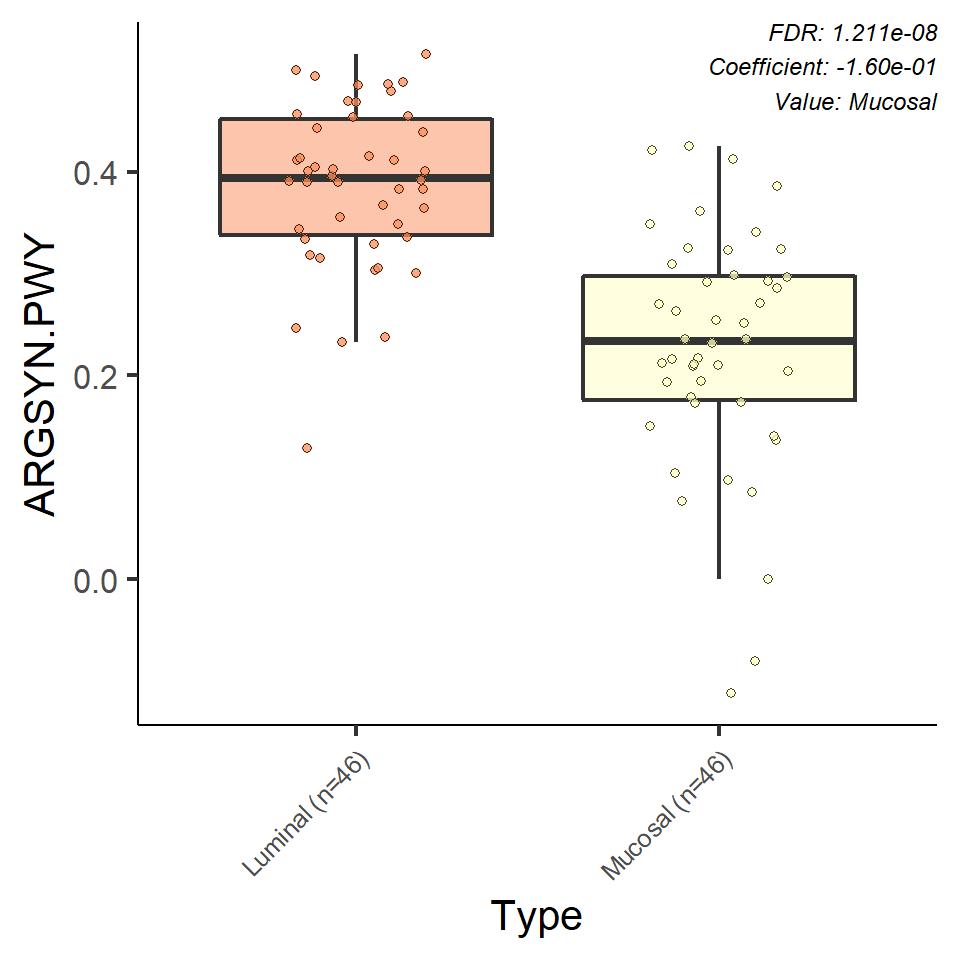 FDR: 1.211e-08
Coefficient: -1.60e-01
Value: Mucosal
ARGSYN.PWY
0.4
0.2
0.0
Luminal (n=46)
Mucosal (n=46)
Type